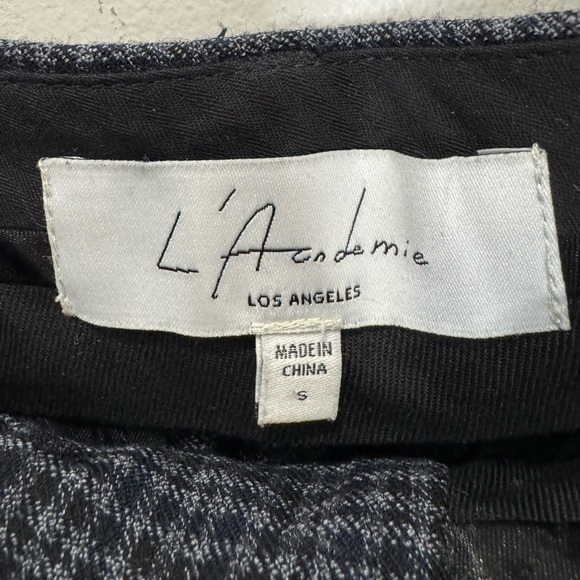 L'Academie
LOS ANGELES
MADE IN
CHINA
S